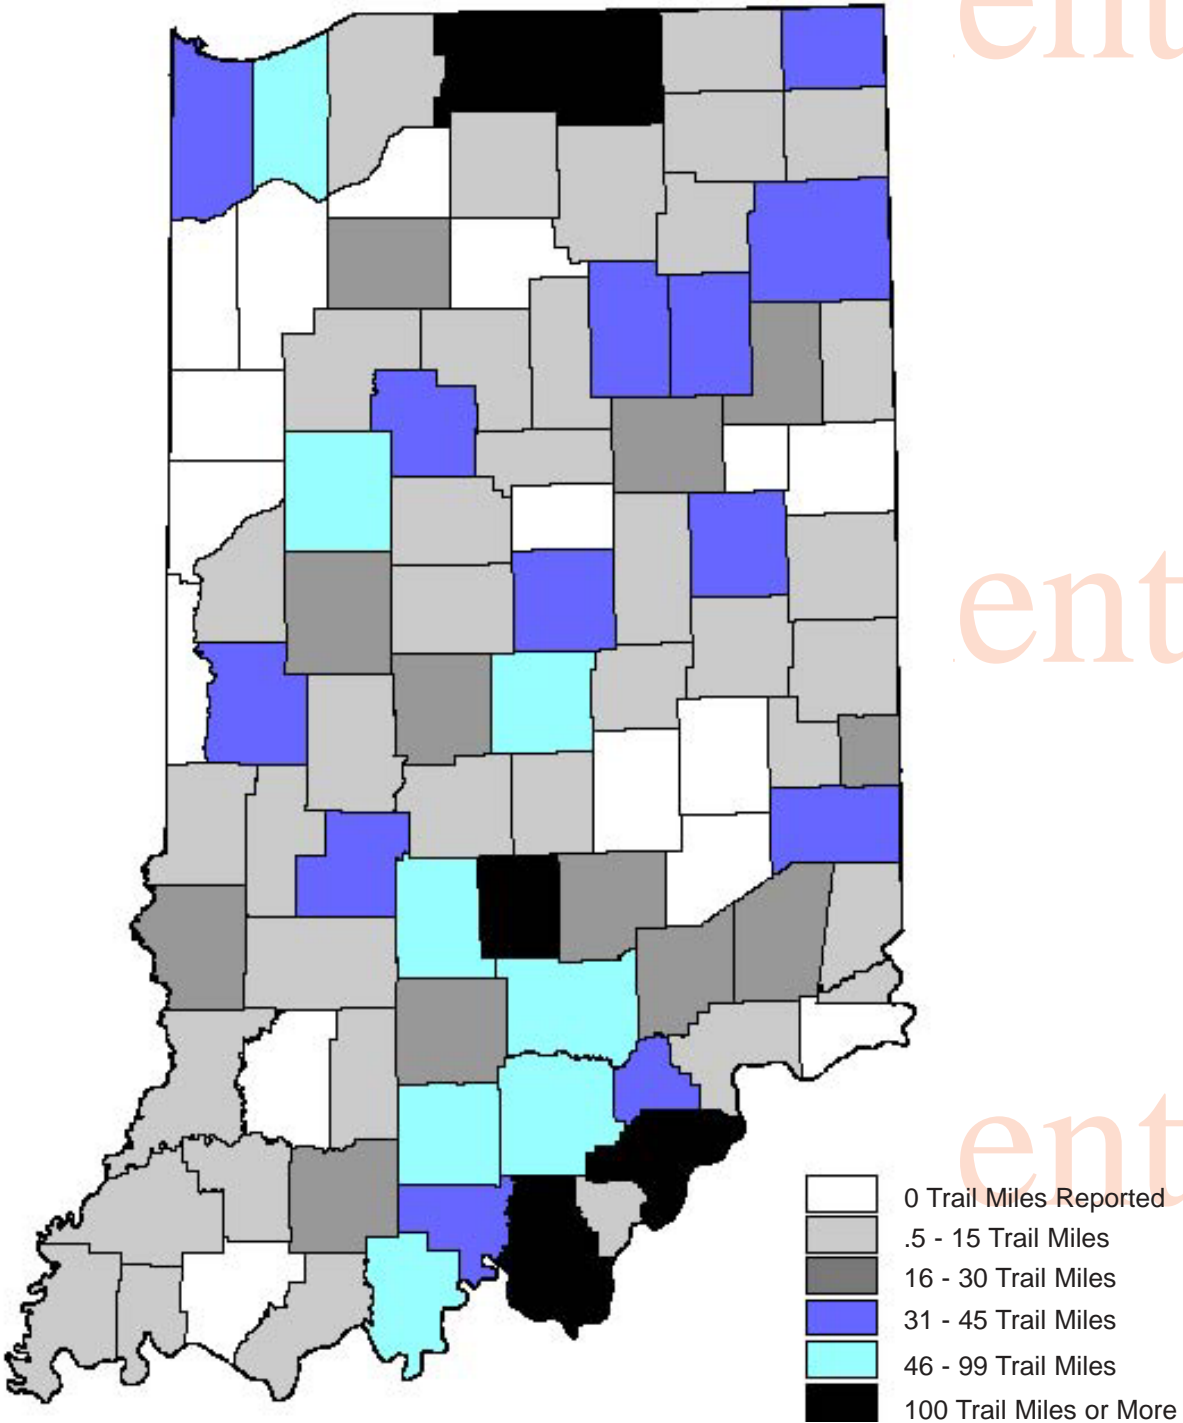 ent
ent
ent
0 Trail Miles Reported
.5 - 15 Trail Miles
16 - 30 Trail Miles
31 - 45 Trail Miles
46 - 99 Trail Miles
100 Trail Miles or More